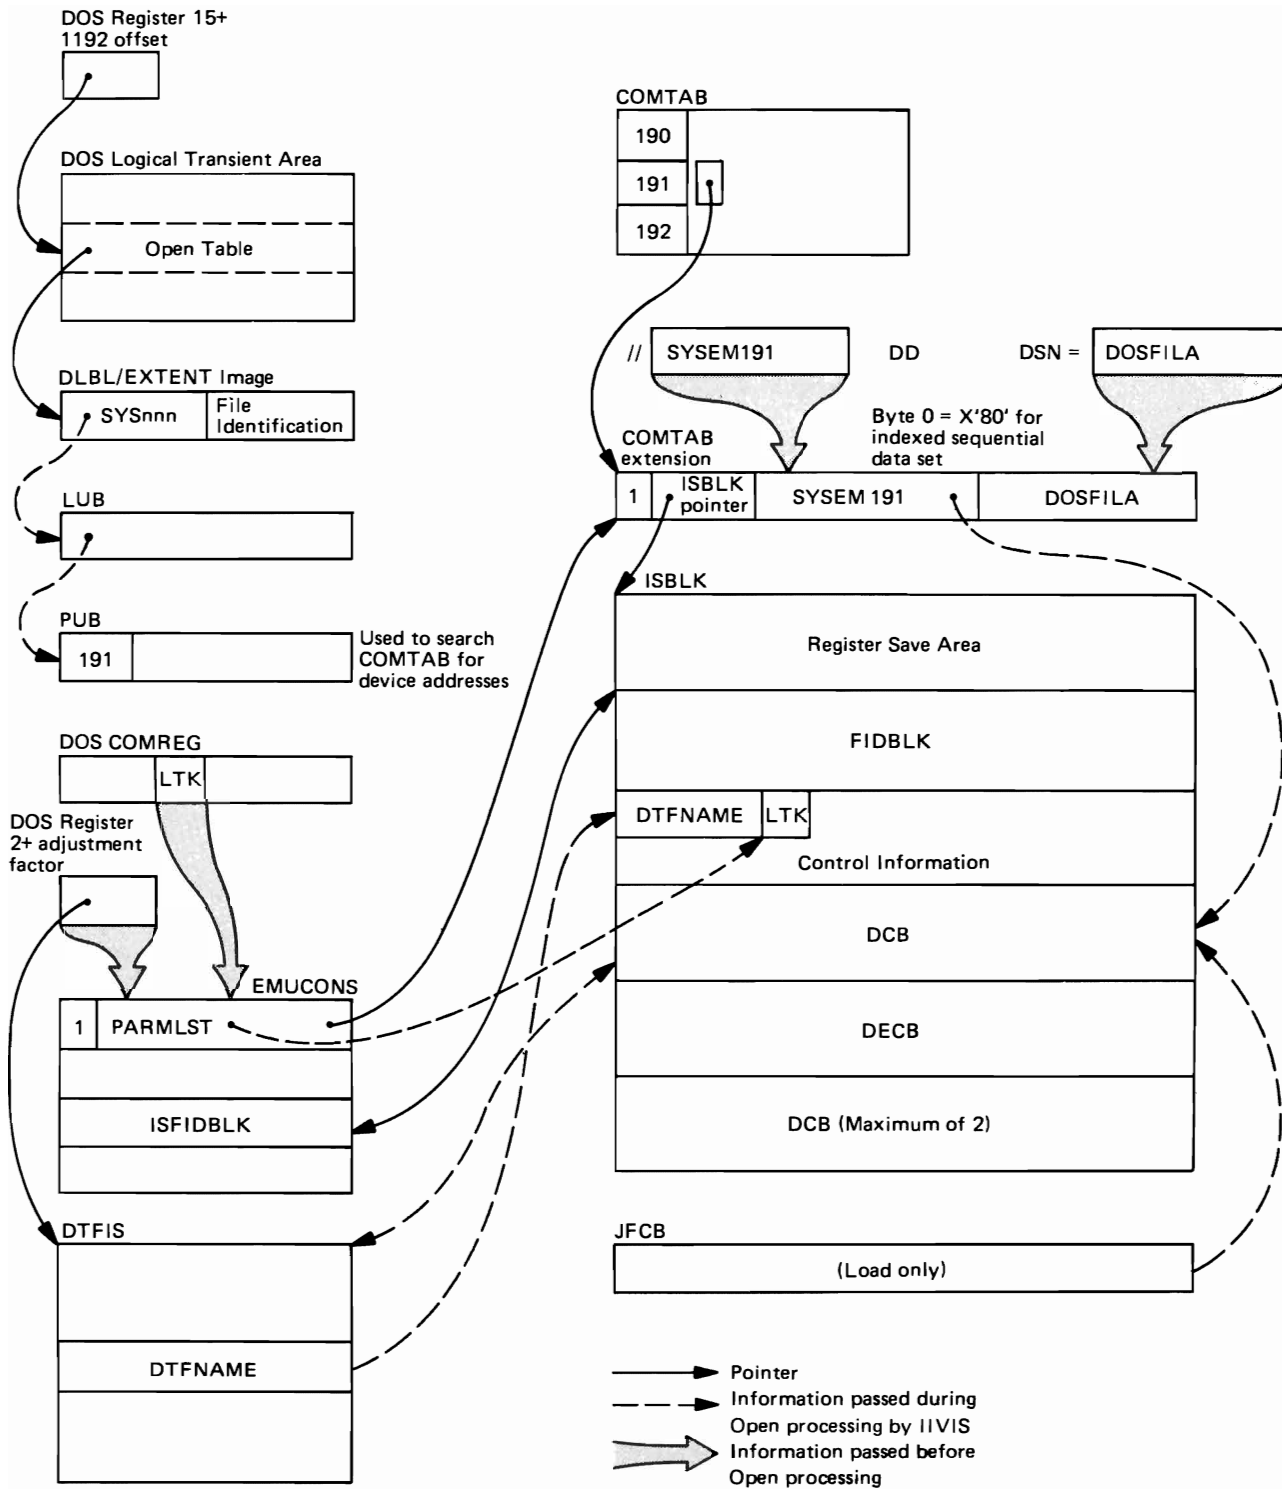 DOS Register 15+
1192 offset
DOS Logical Transient Area
Open Table
DLBL/EXTENT Image
SYSnnn
File
Identification
LUB
PUB
191
Used to search
COMTAB for
device addresses
DOS COMREG
LTK
DOS Register
2+ adjustment
factor
EMUCONS
1
PARMLST
ISFIDBLK
DTFIS
DTFNAME
COMTAB
190
191
192
//
SYSEM191
DD
DSN =
DOSFILA
Byte 0 = X'80' for
indexed sequential
data set
COMTAB
extension
1
ISBLK
pointer
SYSEM 191
DOSFILA
ISBLK
Register Save Area
FIDBLK
DTFNAME
LTK
Control Information
DCB
DECB
DCB (Maximum of 2)
JFCB
(Load only)
Pointer
Information passed during
Open processing by IIVIS
Information passed before
Open processing